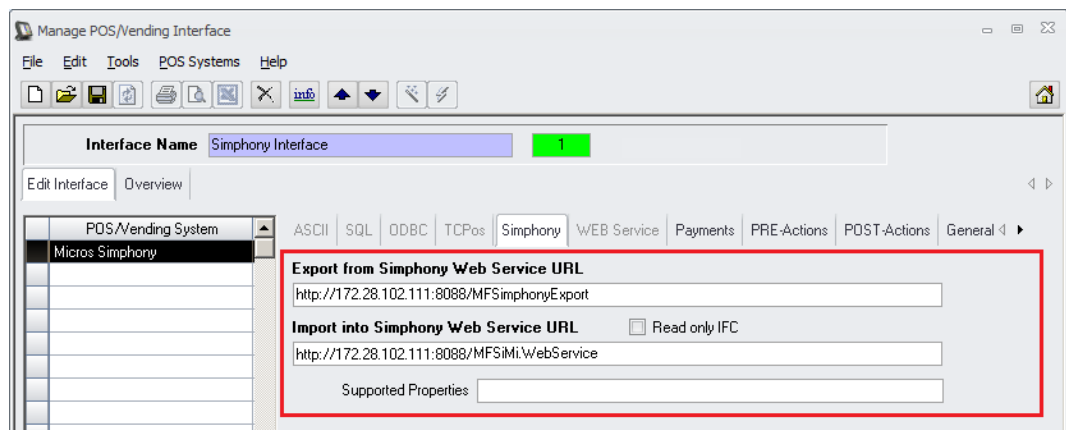 Manage POS/Vending Interface
File Edit Tools POS Systems Help
info
Interface Name Simphony Interface 1
Edit Interface Overview
POS/Vending System ASCII SQL ODBC TCPos Simphony WEB Service Payments PRE-Actions POST-Actions General
Micros Simphony
Export from Simphony Web Service URL
http://172.28.102.111:8088/MFSimphonyExport
Import into Simphony Web Service URL Read only IFC
http://172.28.102.111:8088/MFSiMi.WebService
Supported Properties